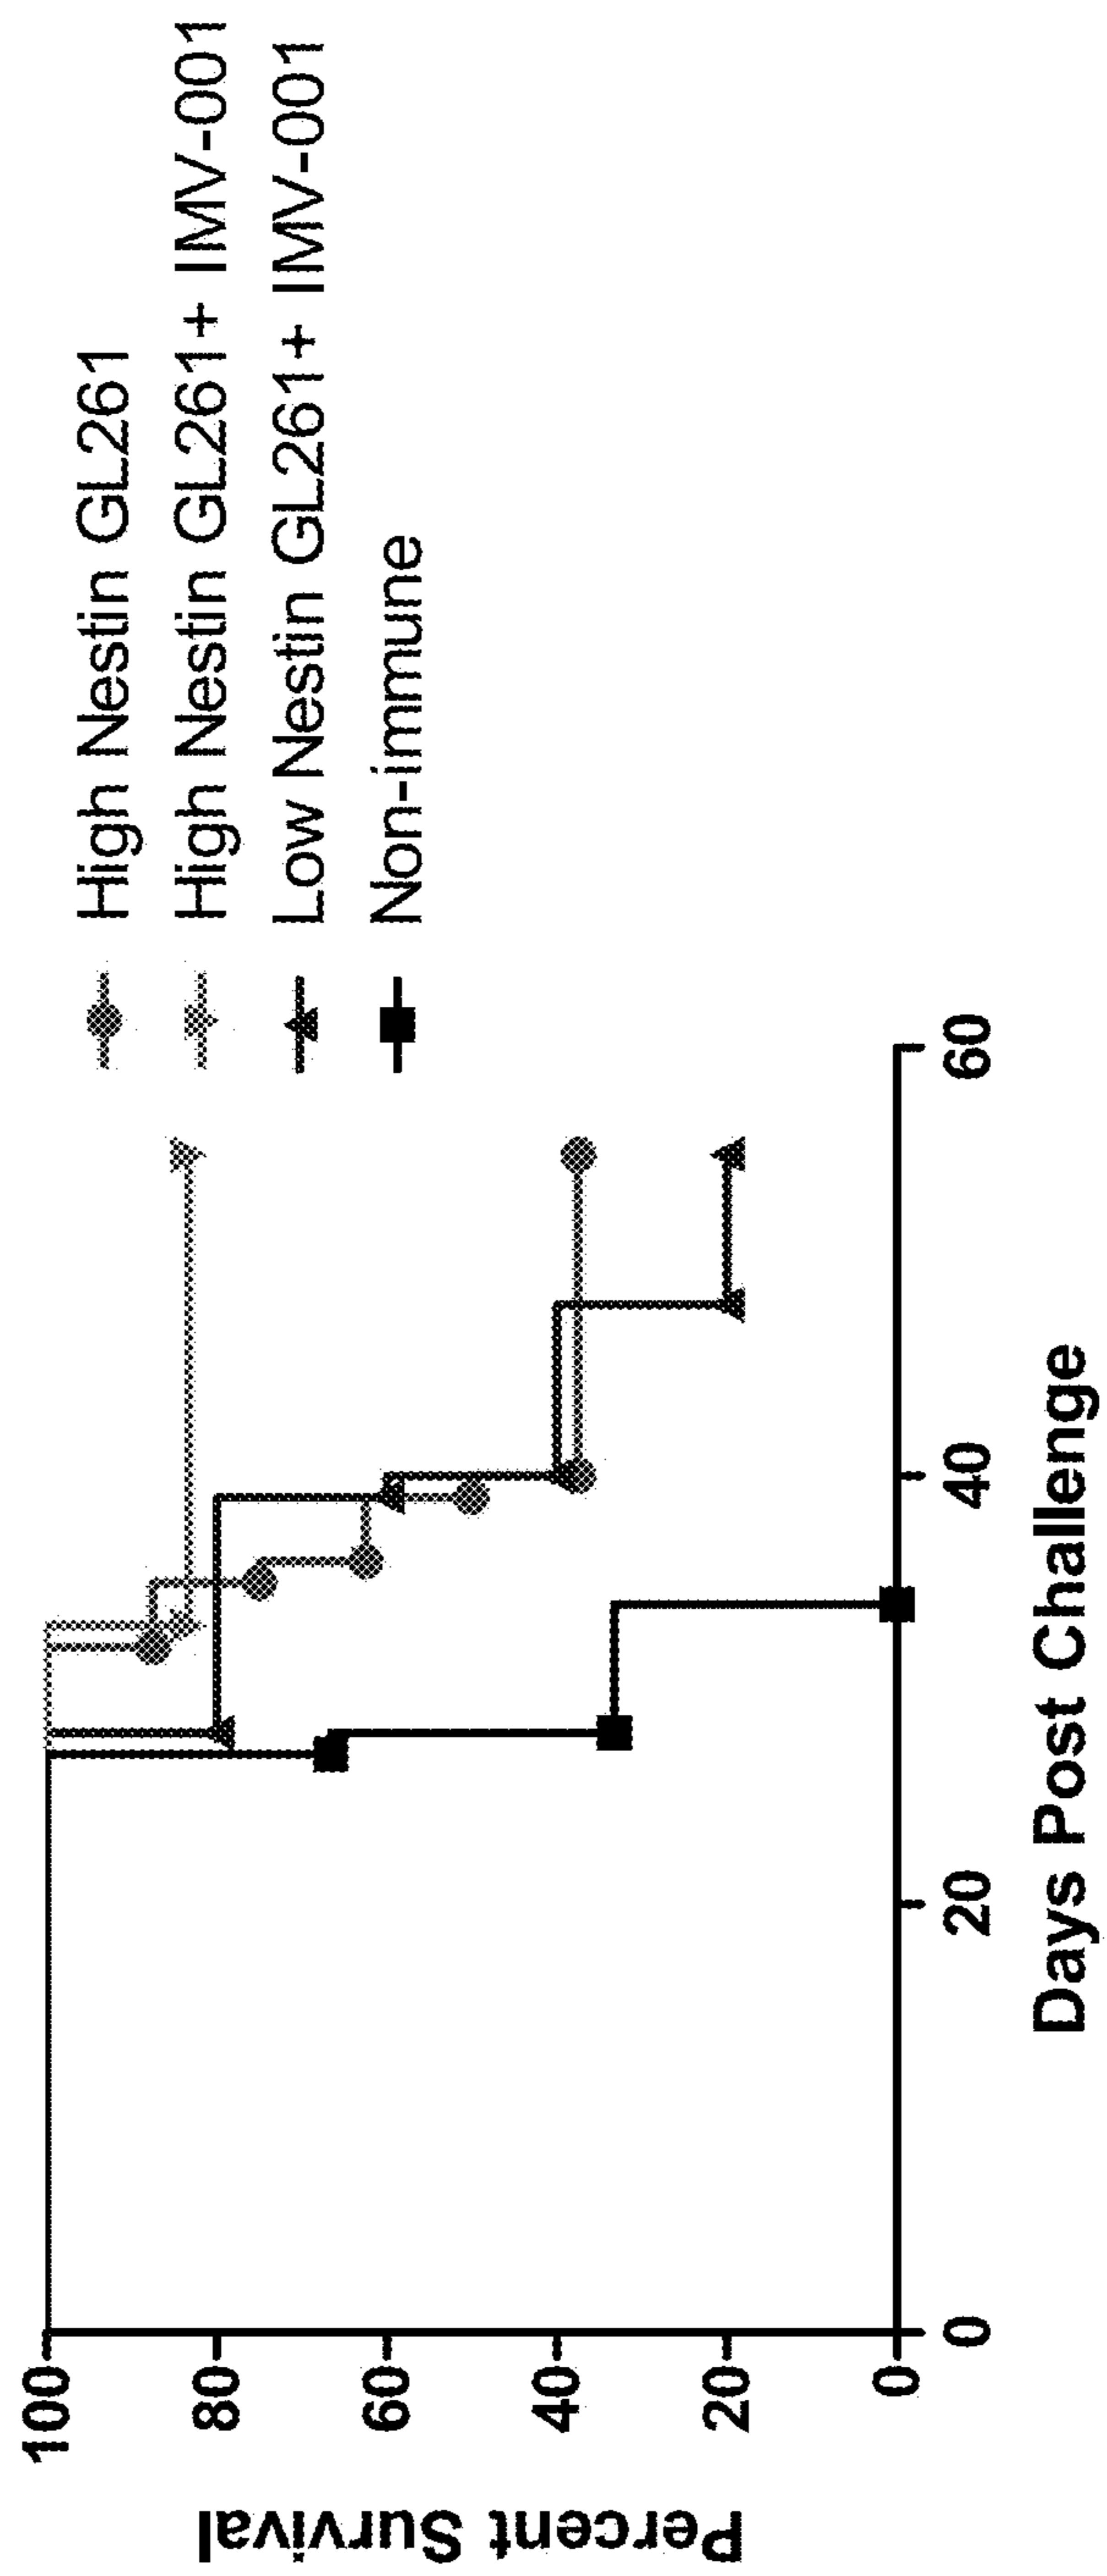 High Nestin GL261
High Nestin GL261+ IMV-001
Low Nestin GL261+ IMV-001
Non-immune
Percent Survival
100
80
60
40
20
0
0
20
40
60
Days Post Challenge